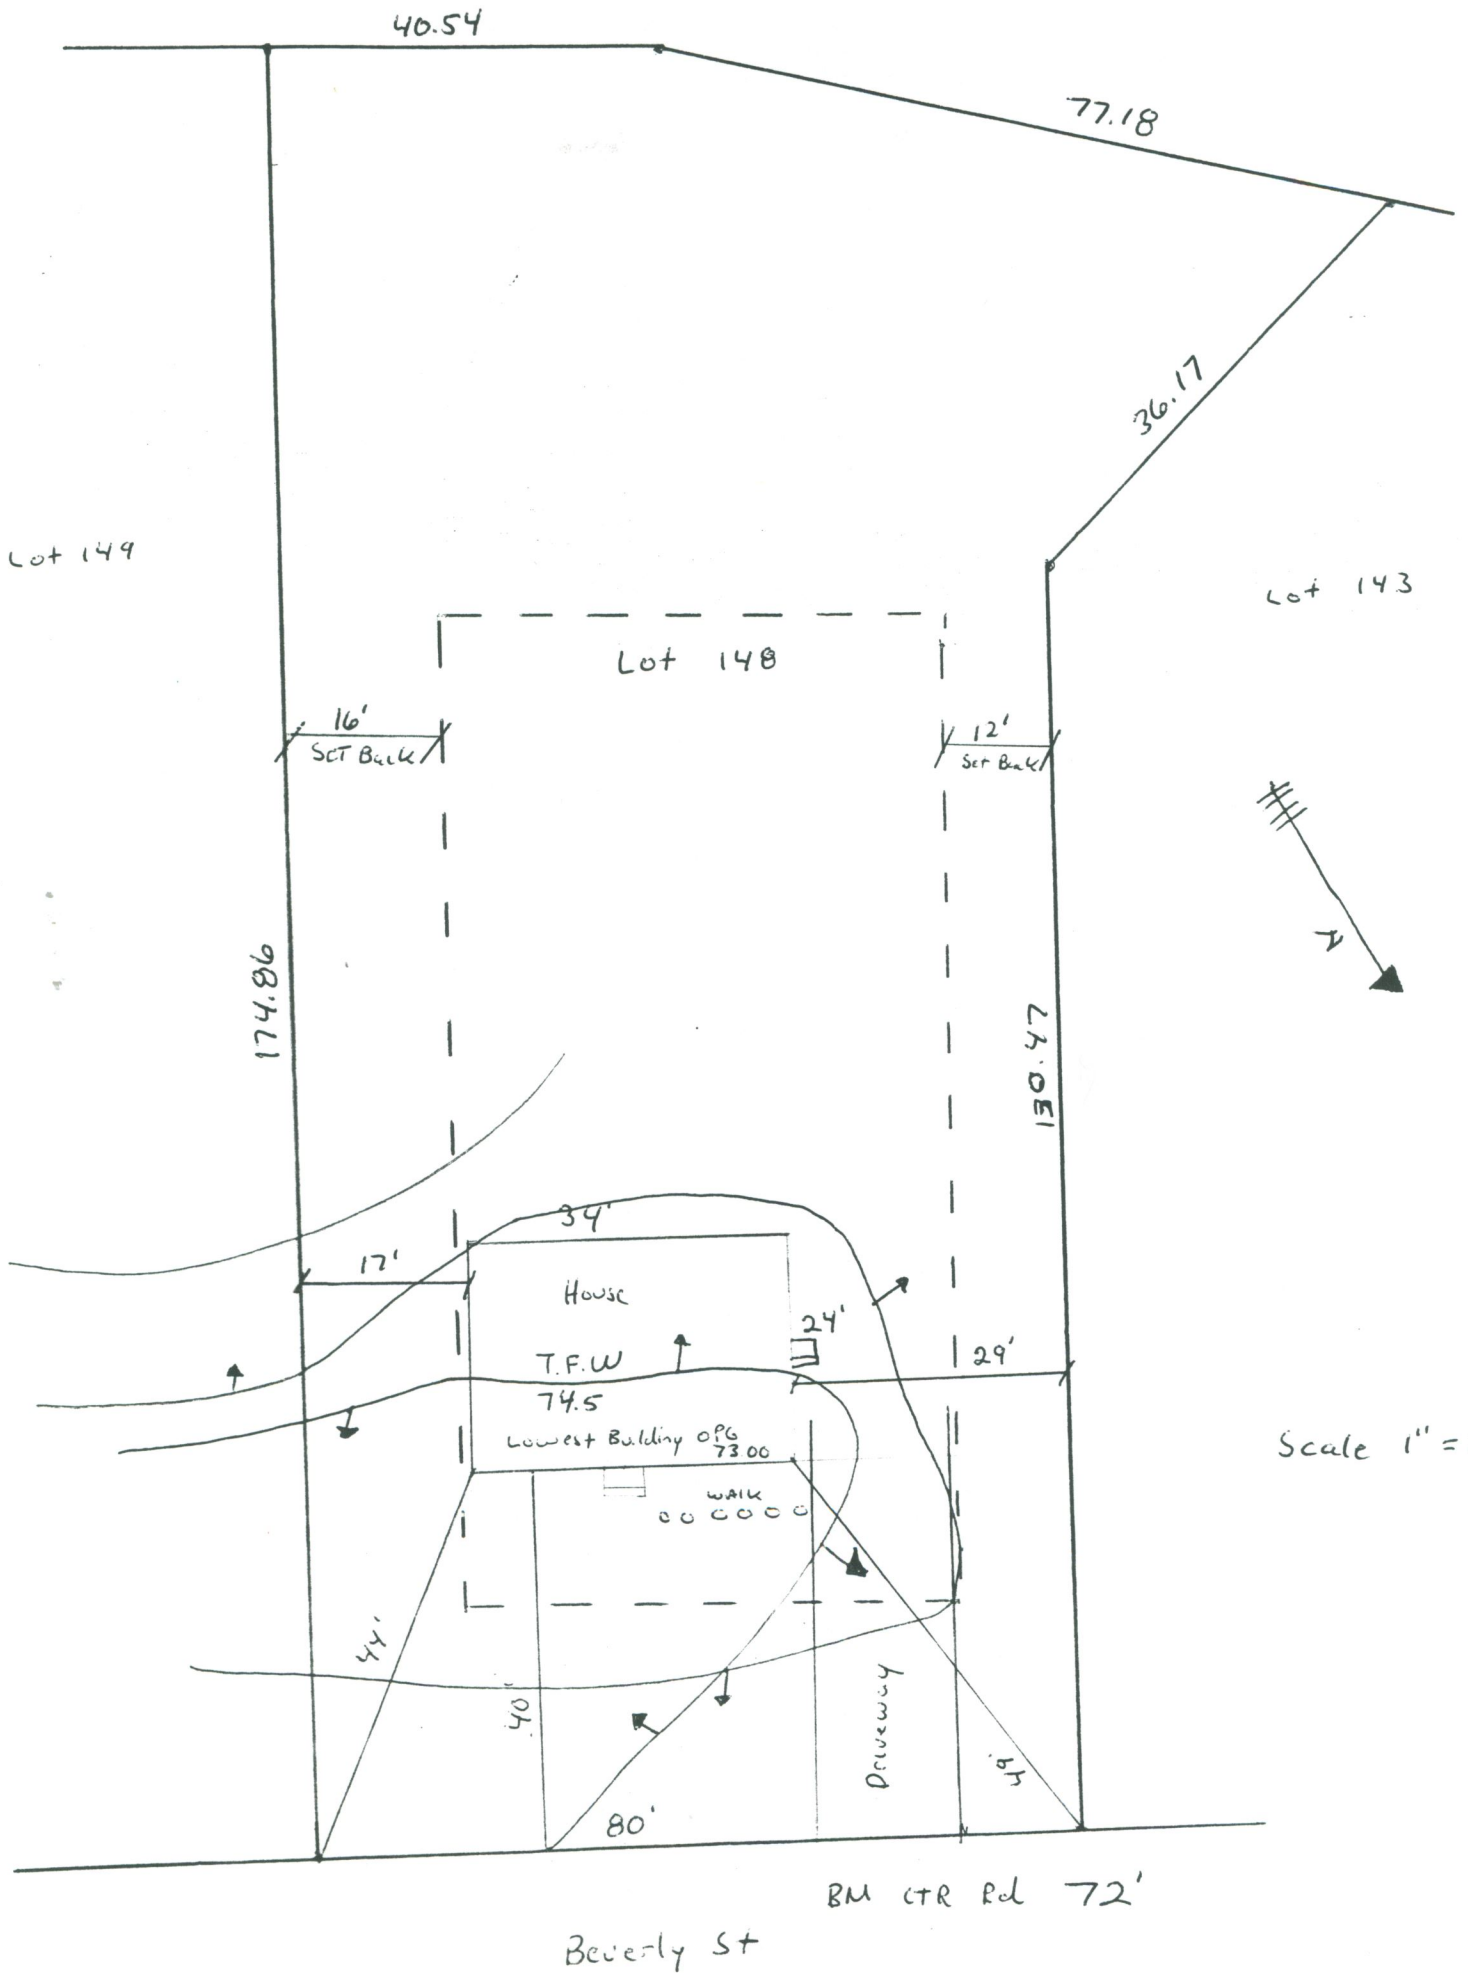 40.54
77.18
36.17
Lot 149
Lot 143
Lot 148
16'
SET Back
12'
Set Back
N
174.86
130.47
34'
17'
House
24'
T.F.W
29'
74.5
Lowest Building OPG
73.00
Scale 1" =
WALK
44'
40'
Driveway
49'
80'
BM CTR Rd 72'
Beverly St